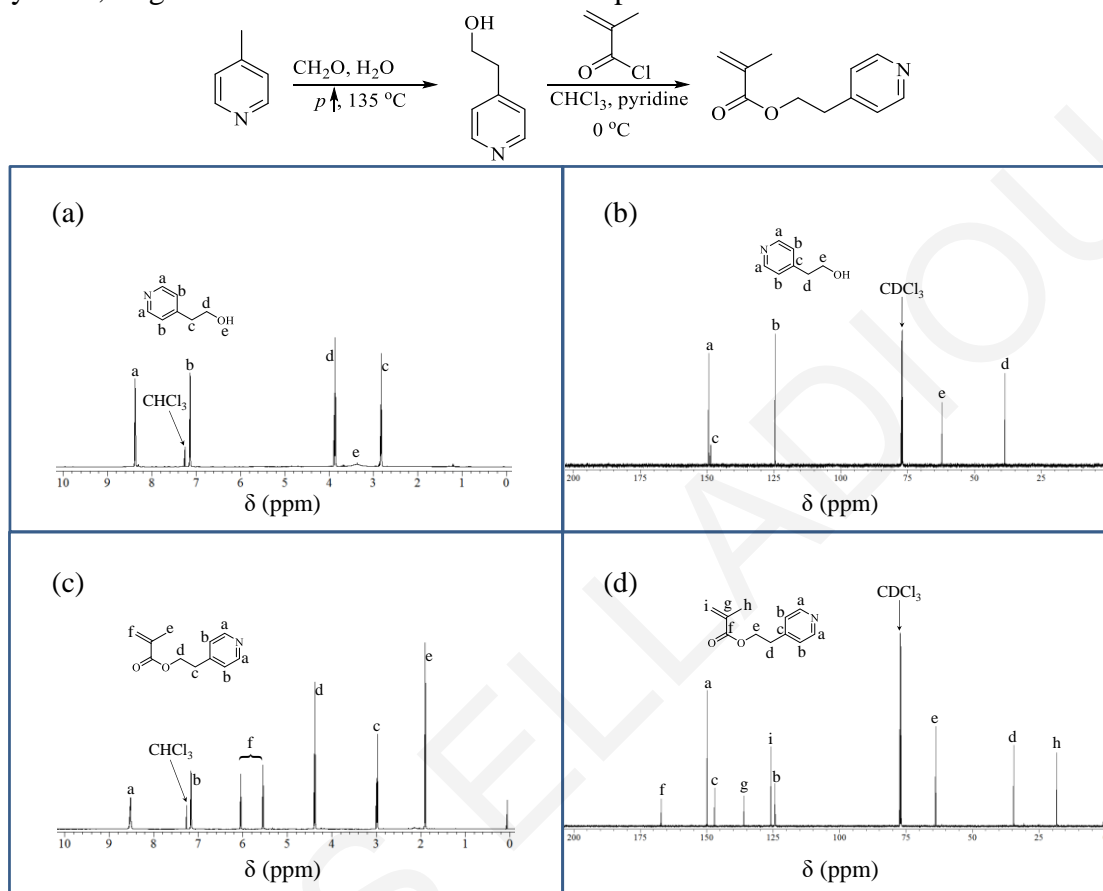 OH
CH2O, H2O
p, 135 °C
N
N
O
Cl
CHCl3, pyridine
0 °C
O
O
N
(a)
N
a
a
b
b
c
d
OH
e
a
CHCl3
b
d
e
c
10 9 8 7 6 5 4 3 2 1 0
δ (ppm)
(b)
N
a
a
b
b
c
d
e
OH
CDCl3
a
c
b
e
d
200 175 150 125 100 75 50 25
δ (ppm)
(c)
f
e
O
O
d
c
b
b
a
a
N
a
CHCl3
b
f
d
c
e
10 9 8 7 6 5 4 3 2 1 0
δ (ppm)
(d)
i
g
h
f
O
O
e
d
c
b
b
a
a
N
CDCl3
f
a
c
g
i
b
e
d
h
200 175 150 125 100 75 50 25
δ (ppm)